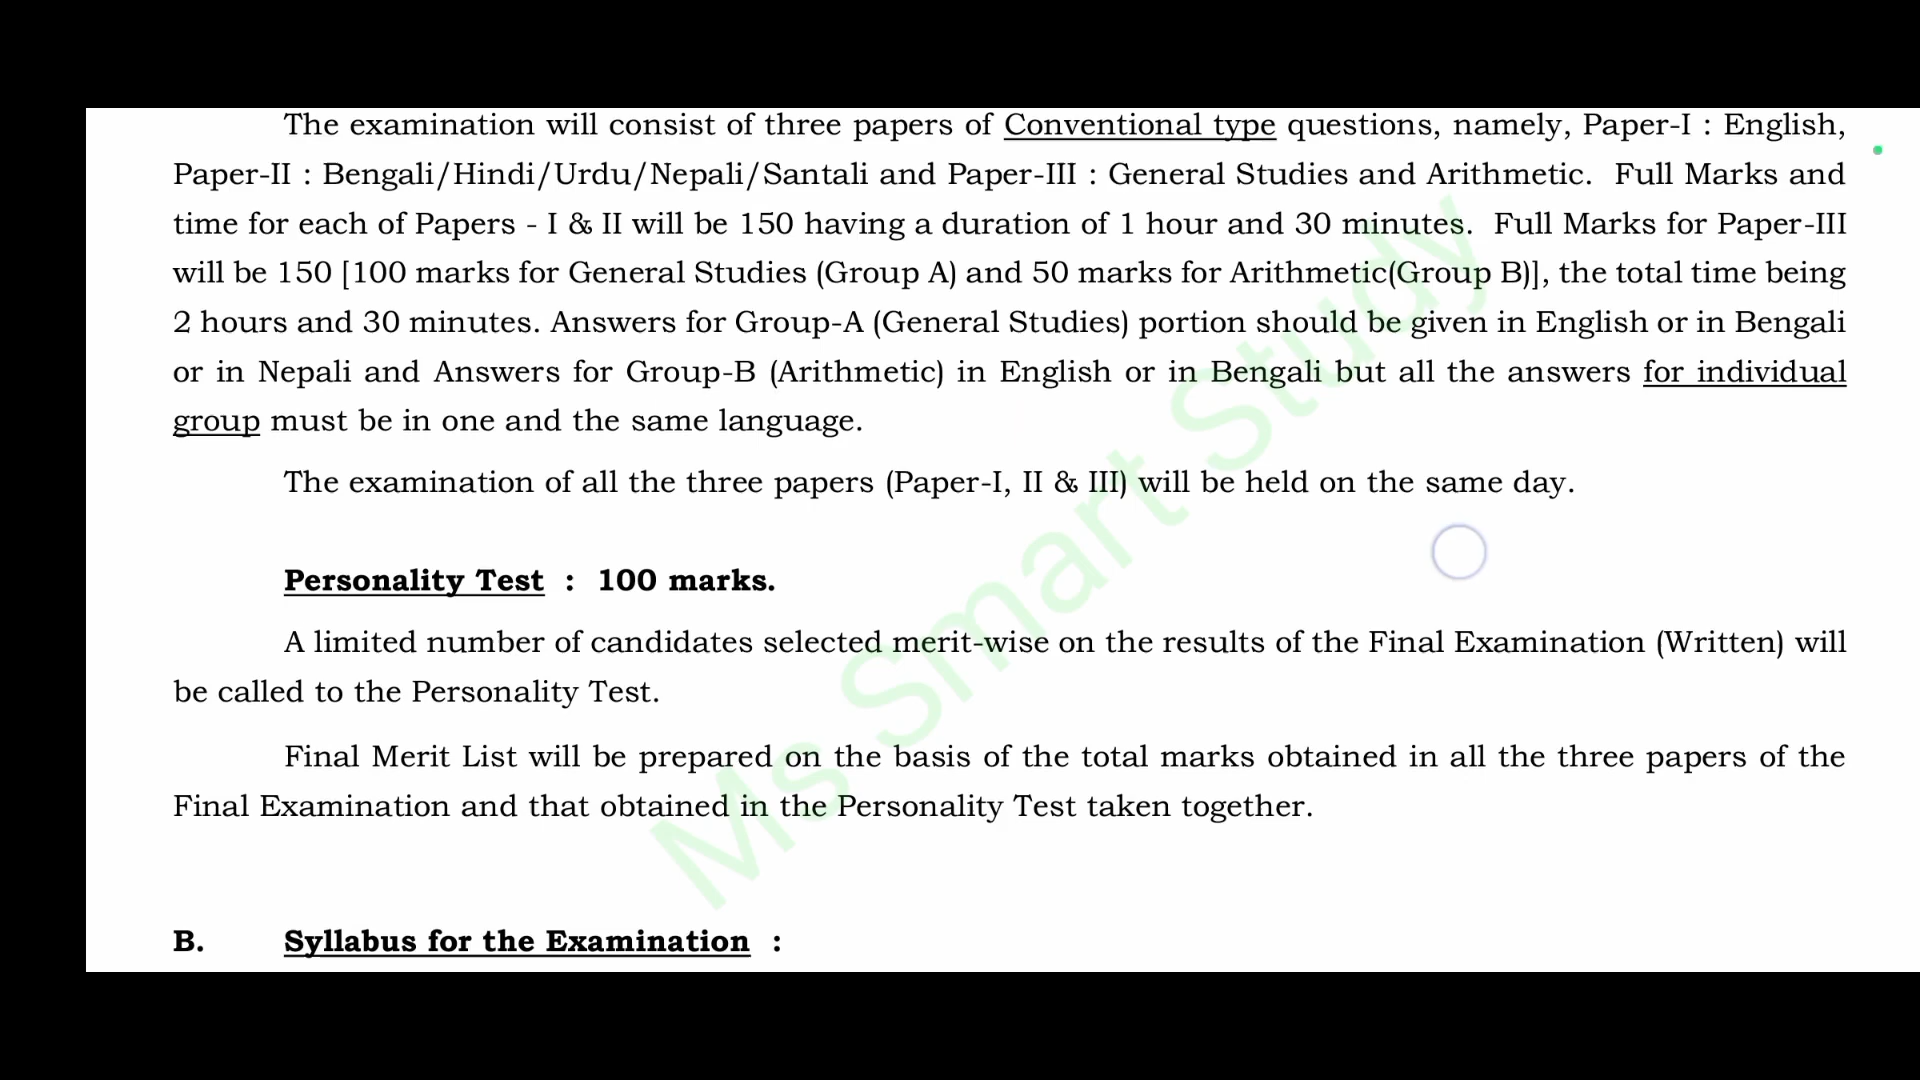 The examination will consist of three papers of Conventional type questions, namely, Paper-I : English,
Paper-II : Bengali/Hindi/Urdu/Nepali/Santali and Paper-III : General Studies and Arithmetic. Full Marks and
time for each of Papers - I & II will be 150 having a duration of 1 hour and 30 minutes. Full Marks for Paper-III
will be 150 [100 marks for General Studies (Group A) and 50 marks for Arithmetic(Group B)], the total time being
2 hours and 30 minutes. Answers for Group-A (General Studies) portion should be given in English or in Bengali
or in Nepali and Answers for Group-B (Arithmetic) in English or in Bengali but all the answers for individual
group must be in one and the same language.
The examination of all the three papers (Paper-I, II & III) will be held on the same day.
Personality Test : 100 marks.
A limited number of candidates selected merit-wise on the results of the Final Examination (Written) will
be called to the Personality Test.
Final Merit List will be prepared on the basis of the total marks obtained in all the three papers of the
Final Examination and that obtained in the Personality Test taken together.
B. Syllabus for the Examination :
Ms Smart Study